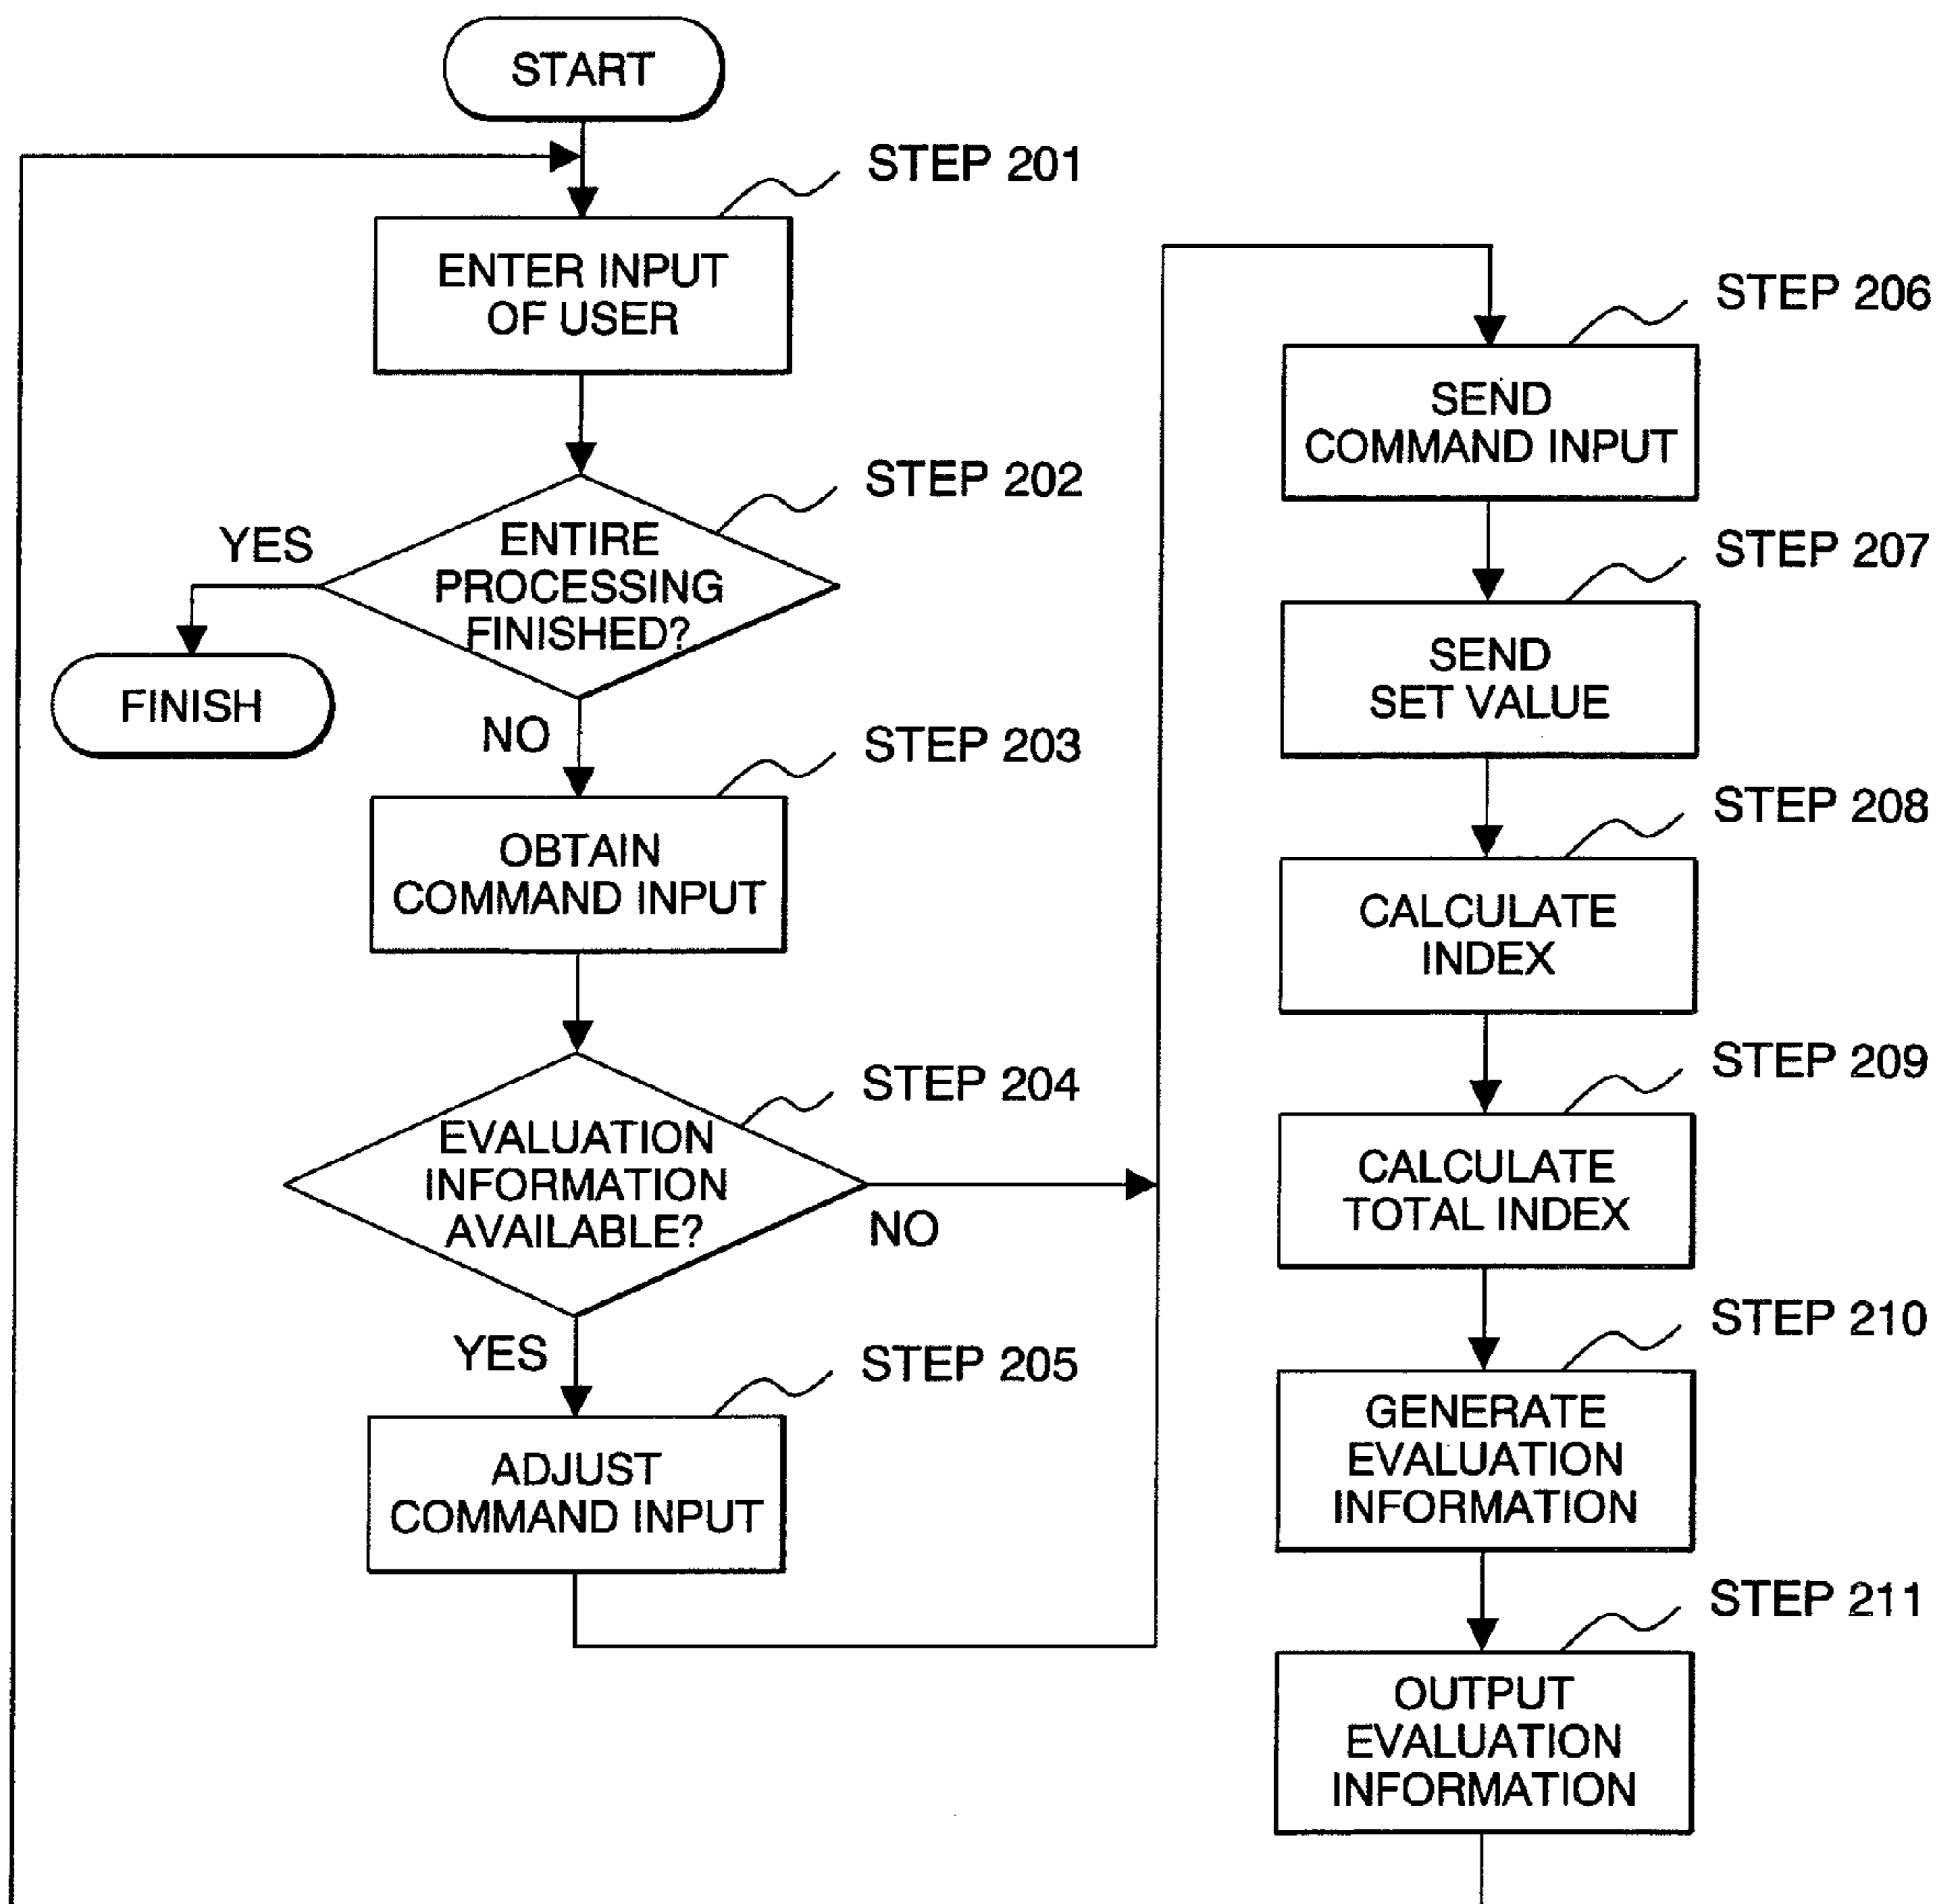 START
STEP 201
ENTER INPUT
OF USER
STEP 202
YES
ENTIRE
PROCESSING
FINISHED?
FINISH
NO
STEP 203
OBTAIN
COMMAND INPUT
STEP 204
EVALUATION
INFORMATION
AVAILABLE?
NO
YES
STEP 205
ADJUST
COMMAND INPUT
STEP 206
SEND
COMMAND INPUT
STEP 207
SEND
SET VALUE
STEP 208
CALCULATE
INDEX
STEP 209
CALCULATE
TOTAL INDEX
STEP 210
GENERATE
EVALUATION
INFORMATION
STEP 211
OUTPUT
EVALUATION
INFORMATION